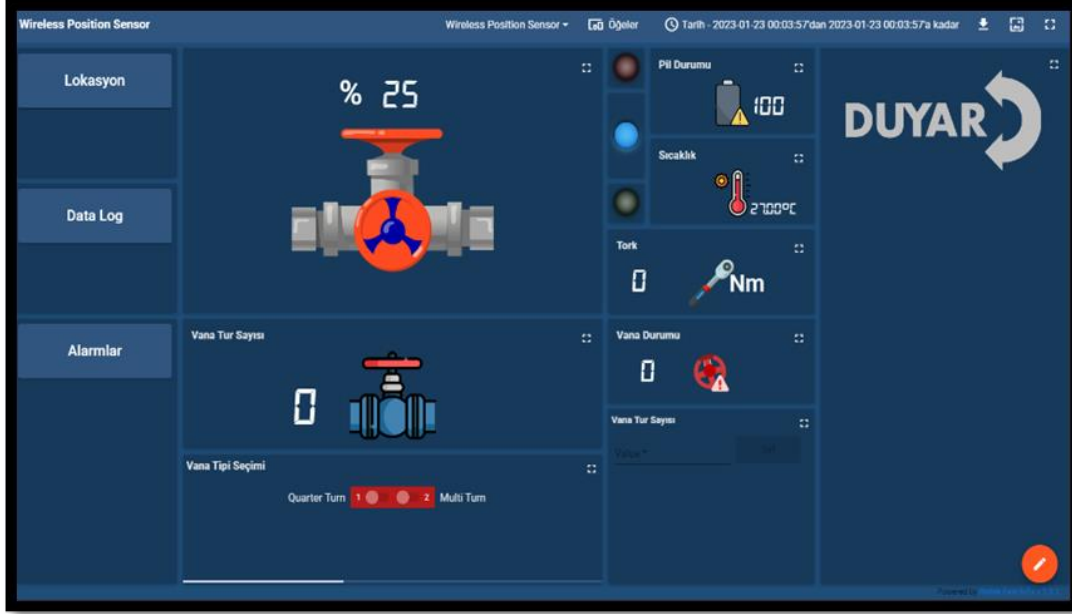 Wireless Position Sensor
Wireless Position Sensor
Öğeler
Tarih - 2023-01-23 00:03:57'dan 2023-01-23 00:03:57'a kadar
Lokasyon
Data Log
Alarmlar
% 25
Pil Durumu
100
Sıcaklık
27.00°C
DUYAR
Tork
0
Nm
Vana Tur Sayısı
0
Vana Durumu
0
Vana Tipi Seçimi
Quarter Turn 1 2 Multi Turn
Vana Tur Sayısı
Value *
Powered by